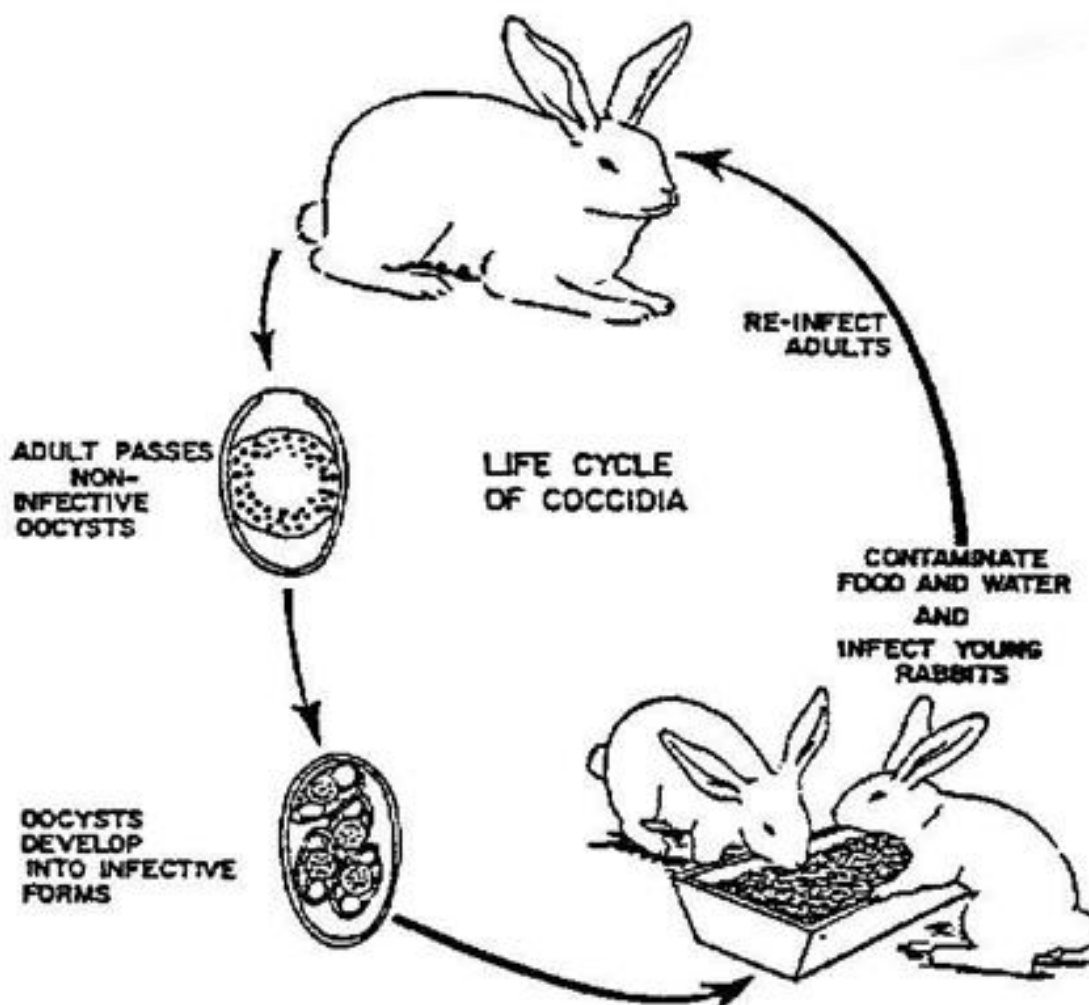 RE-INFECT
ADULTS
ADULT PASSES
NON-
INFECTIVE
OOCYSTS
LIFE CYCLE
OF COCCIDIA
CONTAMINATE
FOOD AND WATER
AND
INFECT YOUNG
RABBITS
OOCYSTS
DEVELOP
INTO INFECTIVE
FORMS